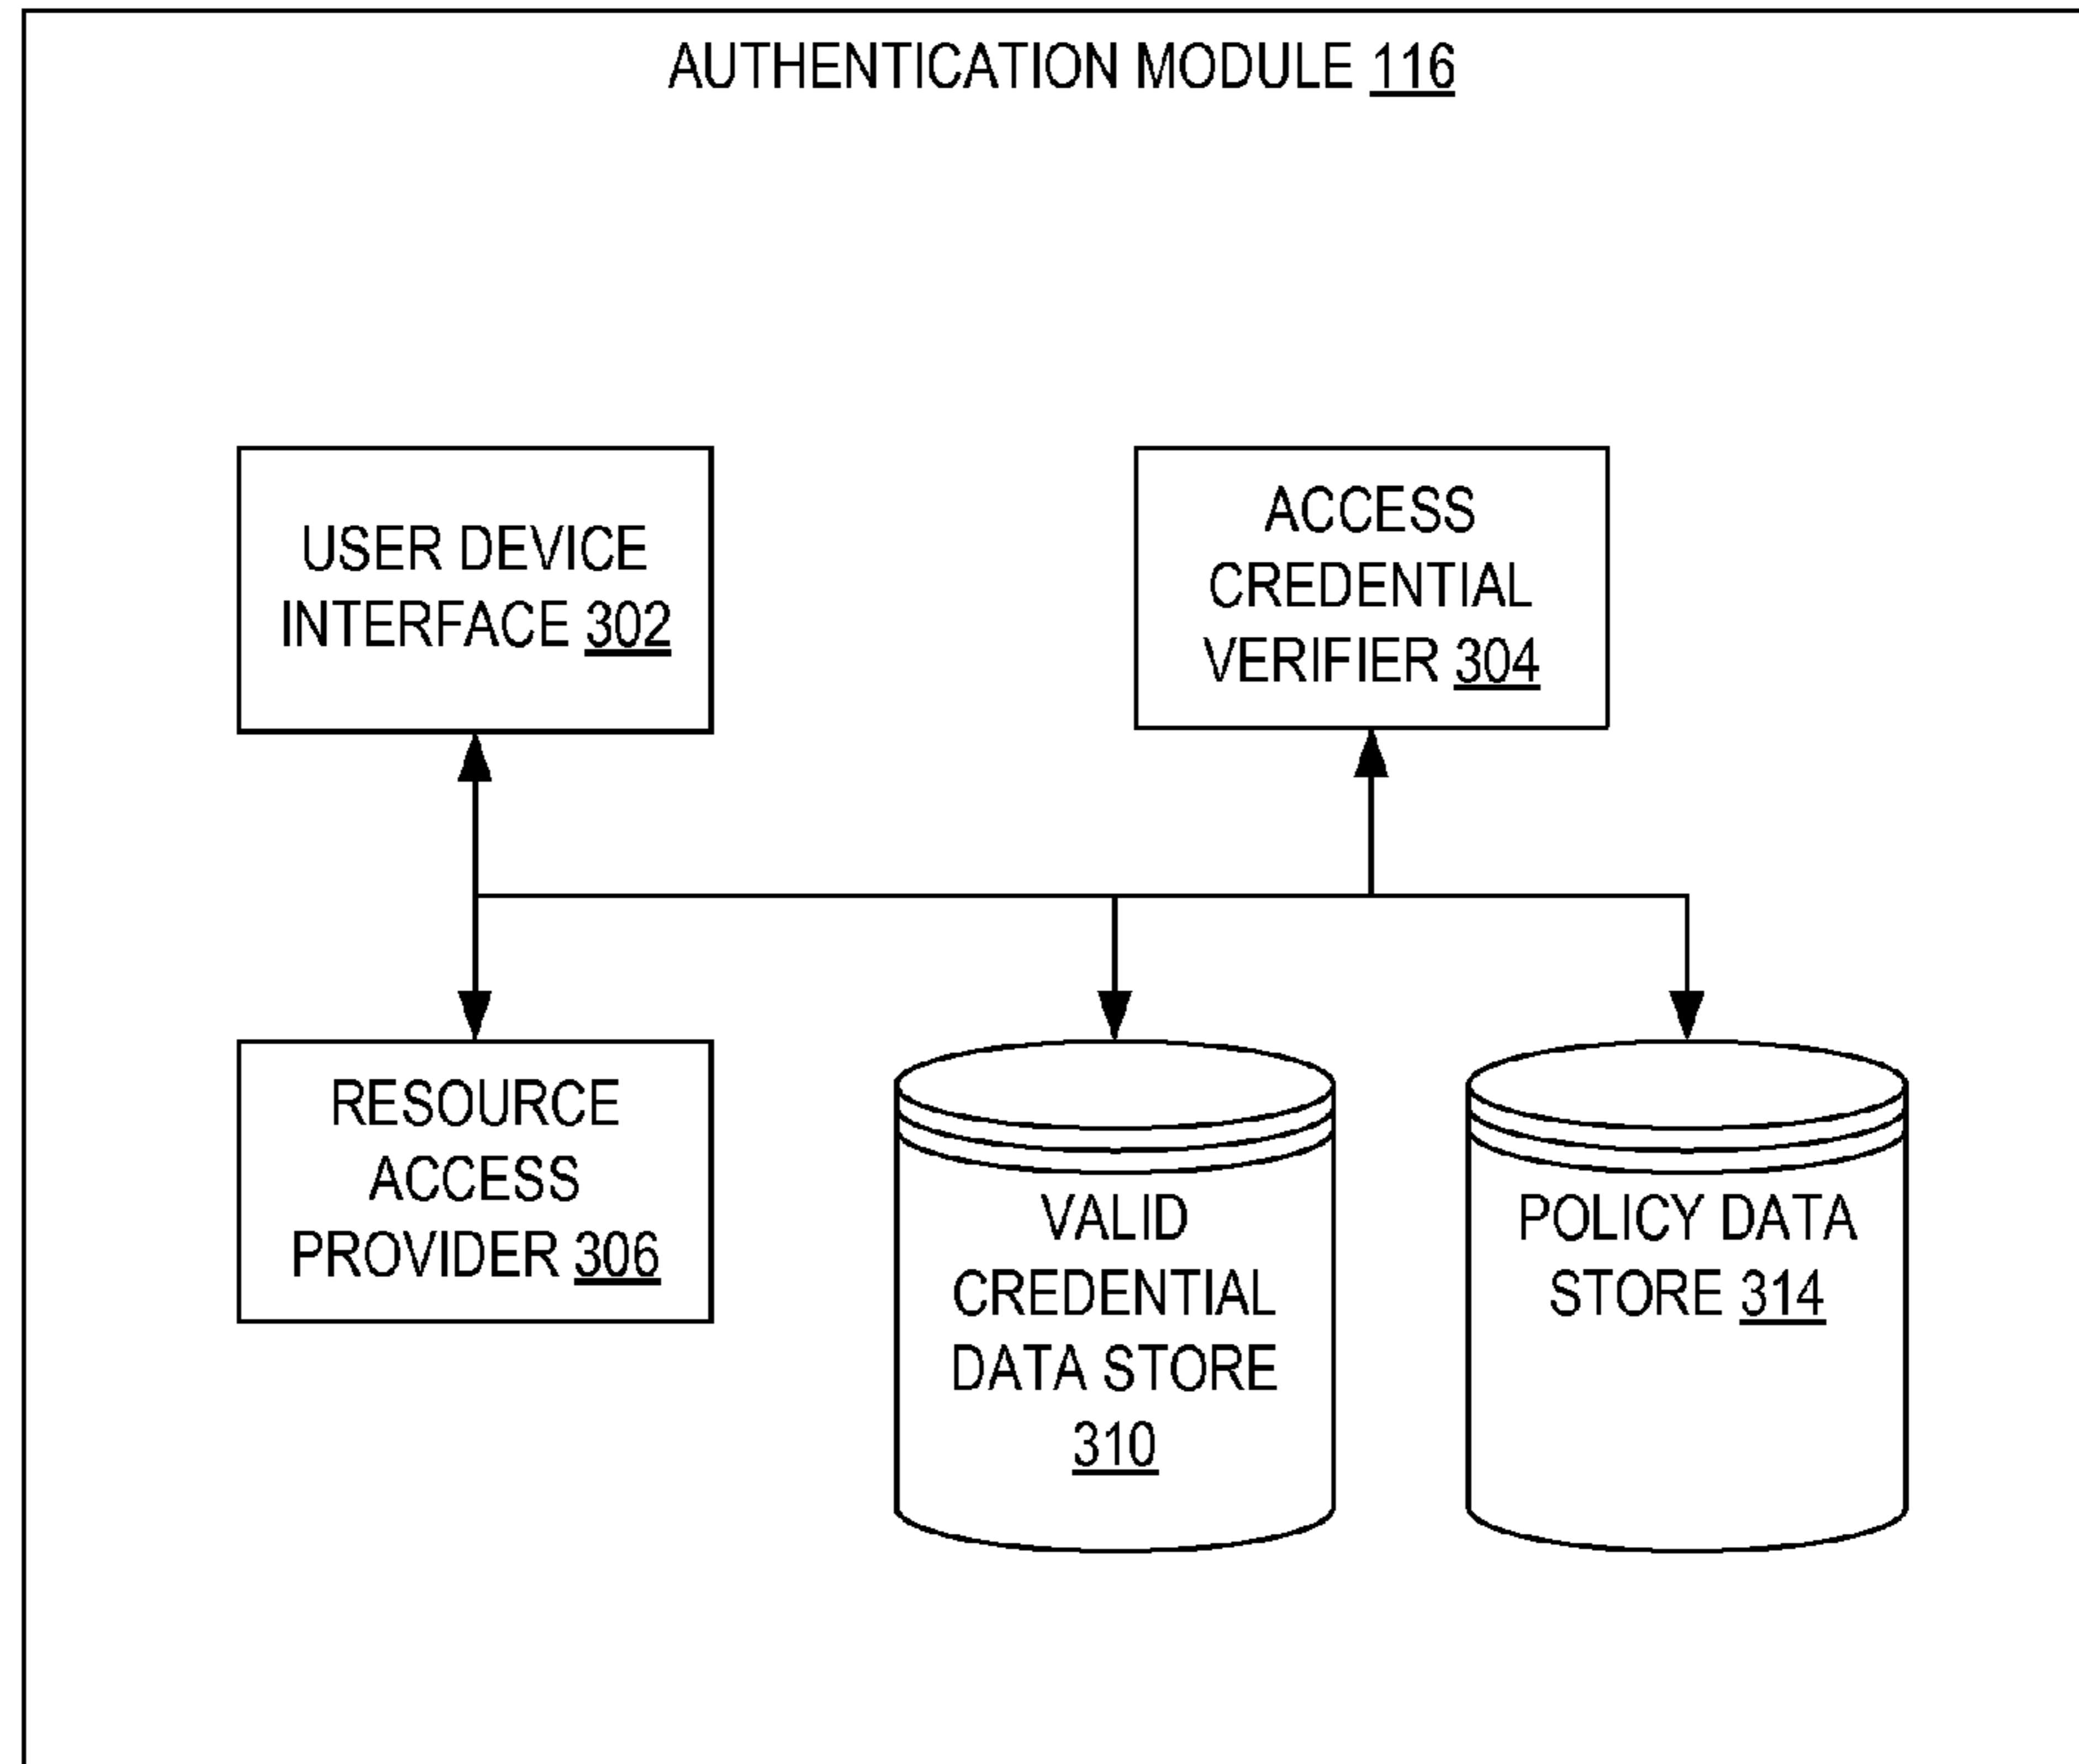 AUTHENTICATION MODULE 116
USER DEVICE
INTERFACE 302
ACCESS
CREDENTIAL
VERIFIER 304
RESOURCE
ACCESS
PROVIDER 306
VALID
CREDENTIAL
DATA STORE
310
POLICY DATA
STORE 314